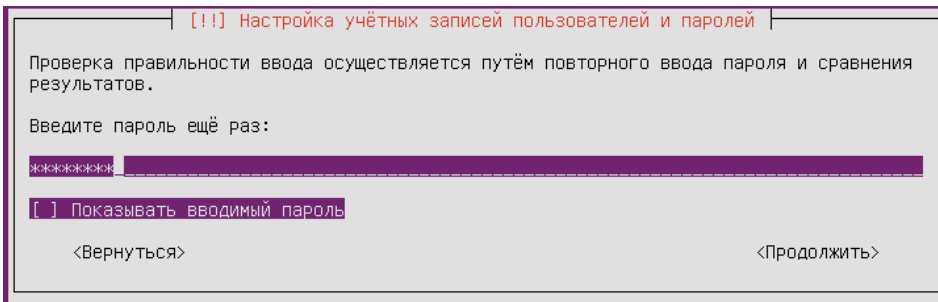 [!!] Настройка учётных записей пользователей и паролей
Проверка правильности ввода осуществляется путём повторного ввода пароля и сравнения
результатов.
Введите пароль ещё раз:
********
[ ] Показывать вводимый пароль
<Вернуться> <Продолжить>